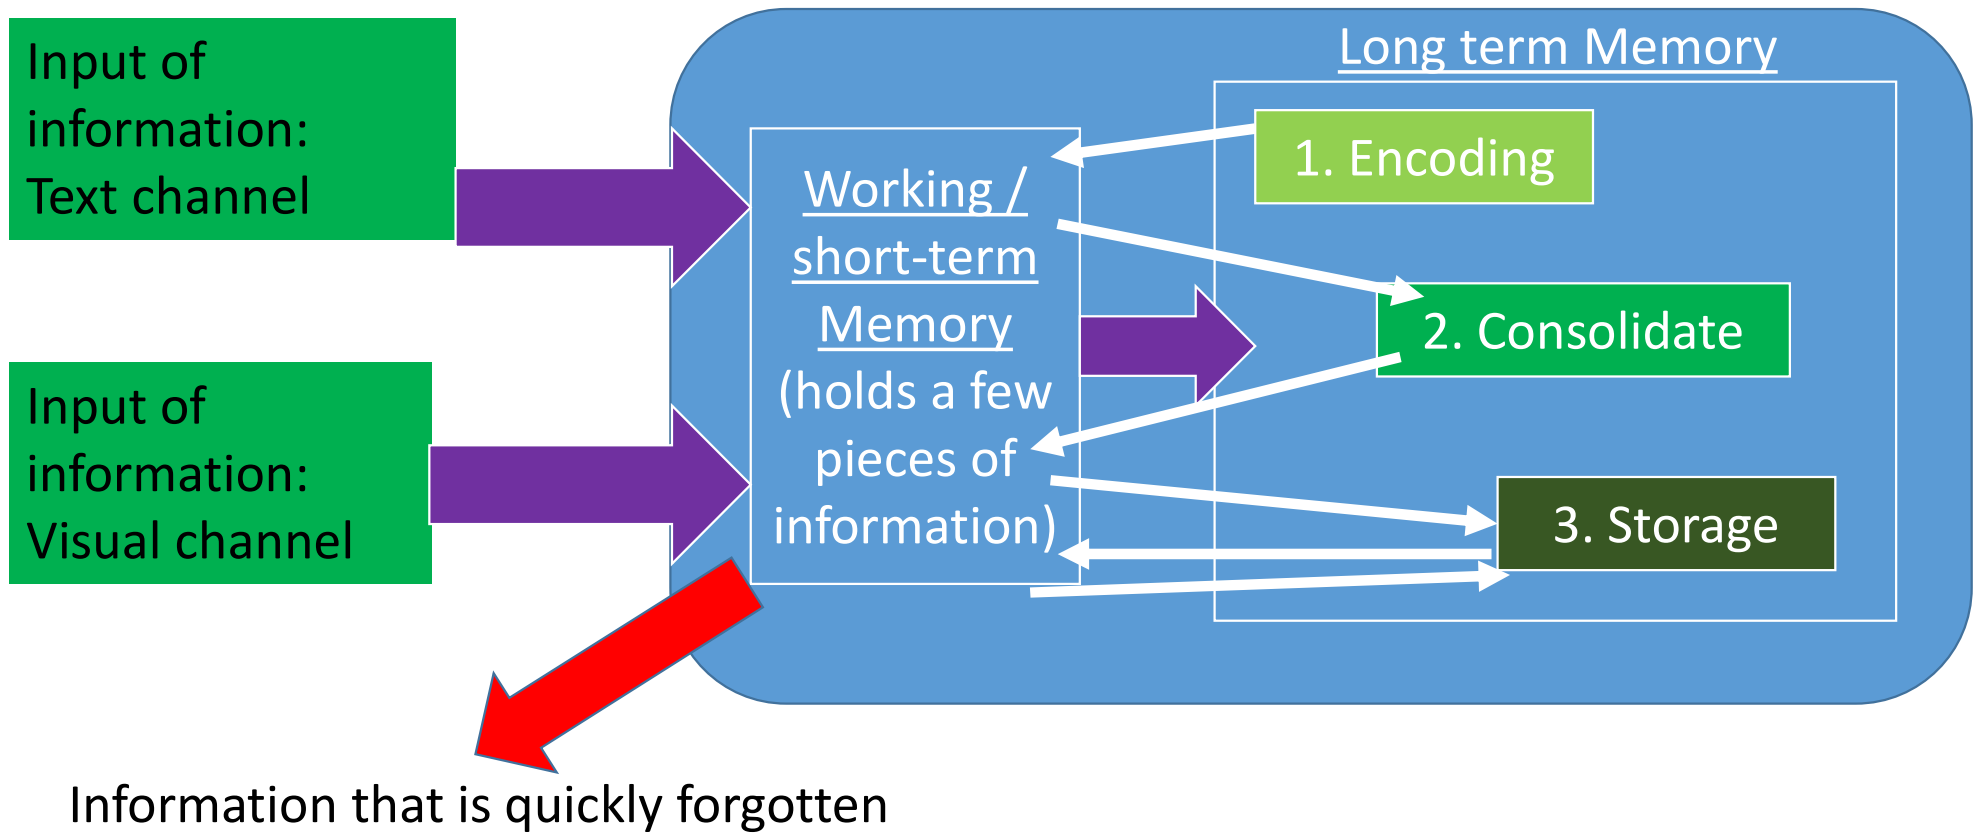 Input of
information:
Text channel
Input of
information:
Visual channel
Working /
short-term
Memory
(holds a few
pieces of
information)
Long term Memory
1. Encoding
2. Consolidate
3. Storage
Information that is quickly forgotten